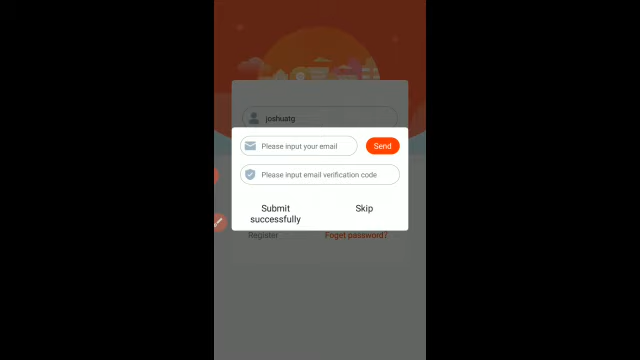 joshuatg
Please input your email
Send
Please input email verification code
Submit
successfully
Skip
Register
Foget password?